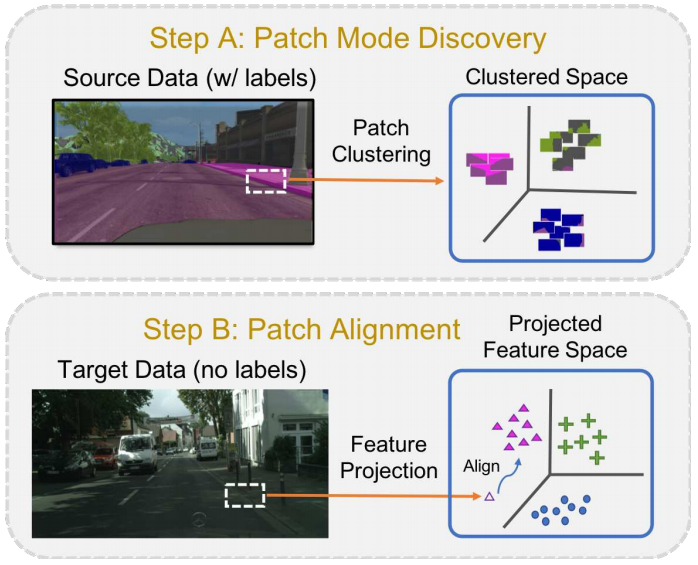 Step A: Patch Mode Discovery
Source Data (w/ labels)
Clustered Space
Patch
Clustering
Step B: Patch Alignment
Projected
Feature Space
Target Data (no labels)
Feature
Projection
Align